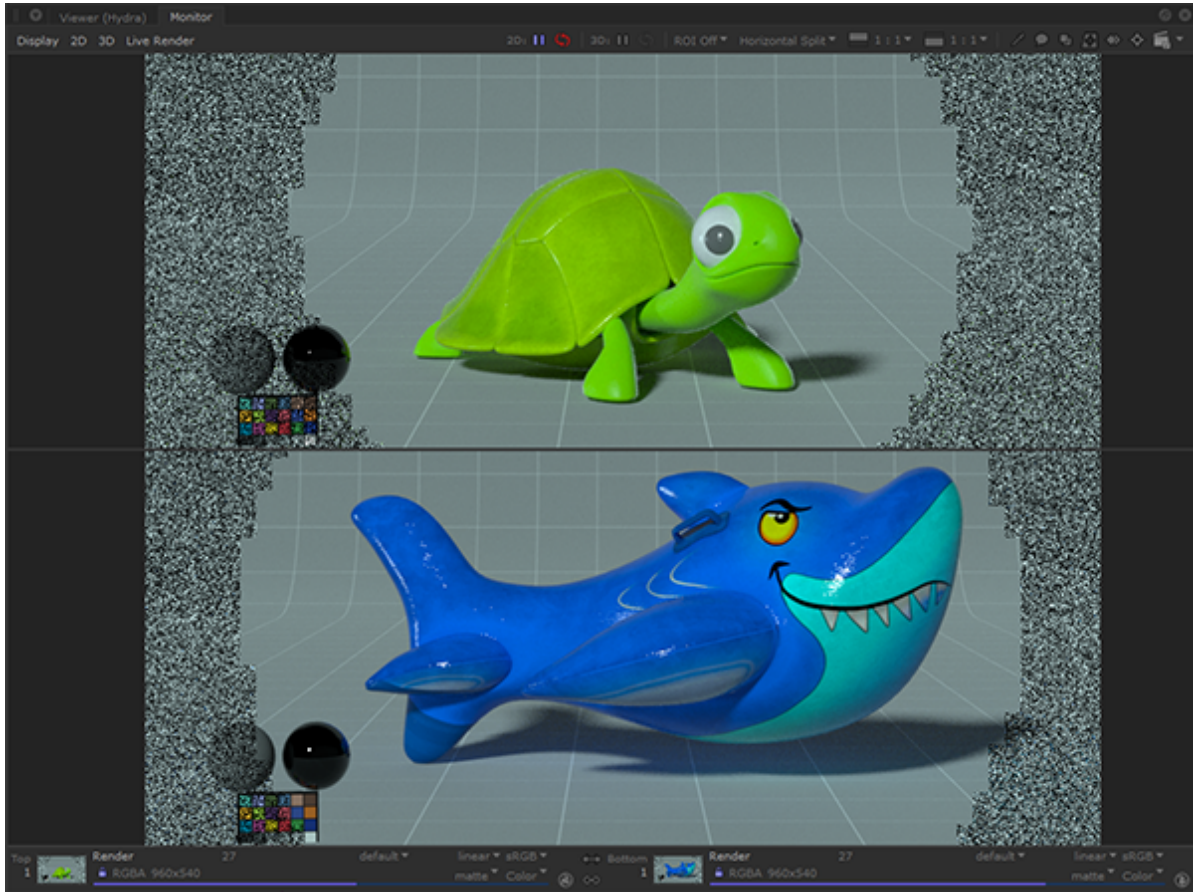 Viewer (Hydra) Monitor
Display 2D 3D Live Render 2D: 3D: ROI Off Horizontal Split 1:1 1:1
Top Render 27 default linear sRGB Bottom Render 27 default linear sRGB
1 RGBA 960x540 matte Color 1 RGBA 960x540 matte Color